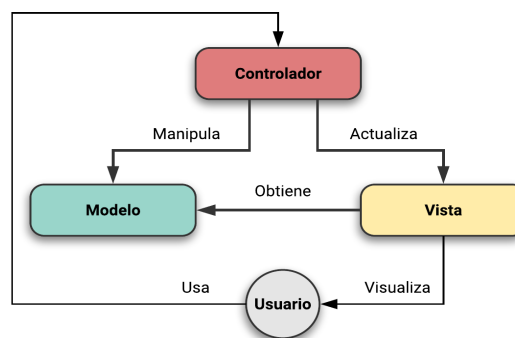 Controlador
Manipula
Actualiza
Obtiene
Modelo
Vista
Usa
Usuario
Visualiza